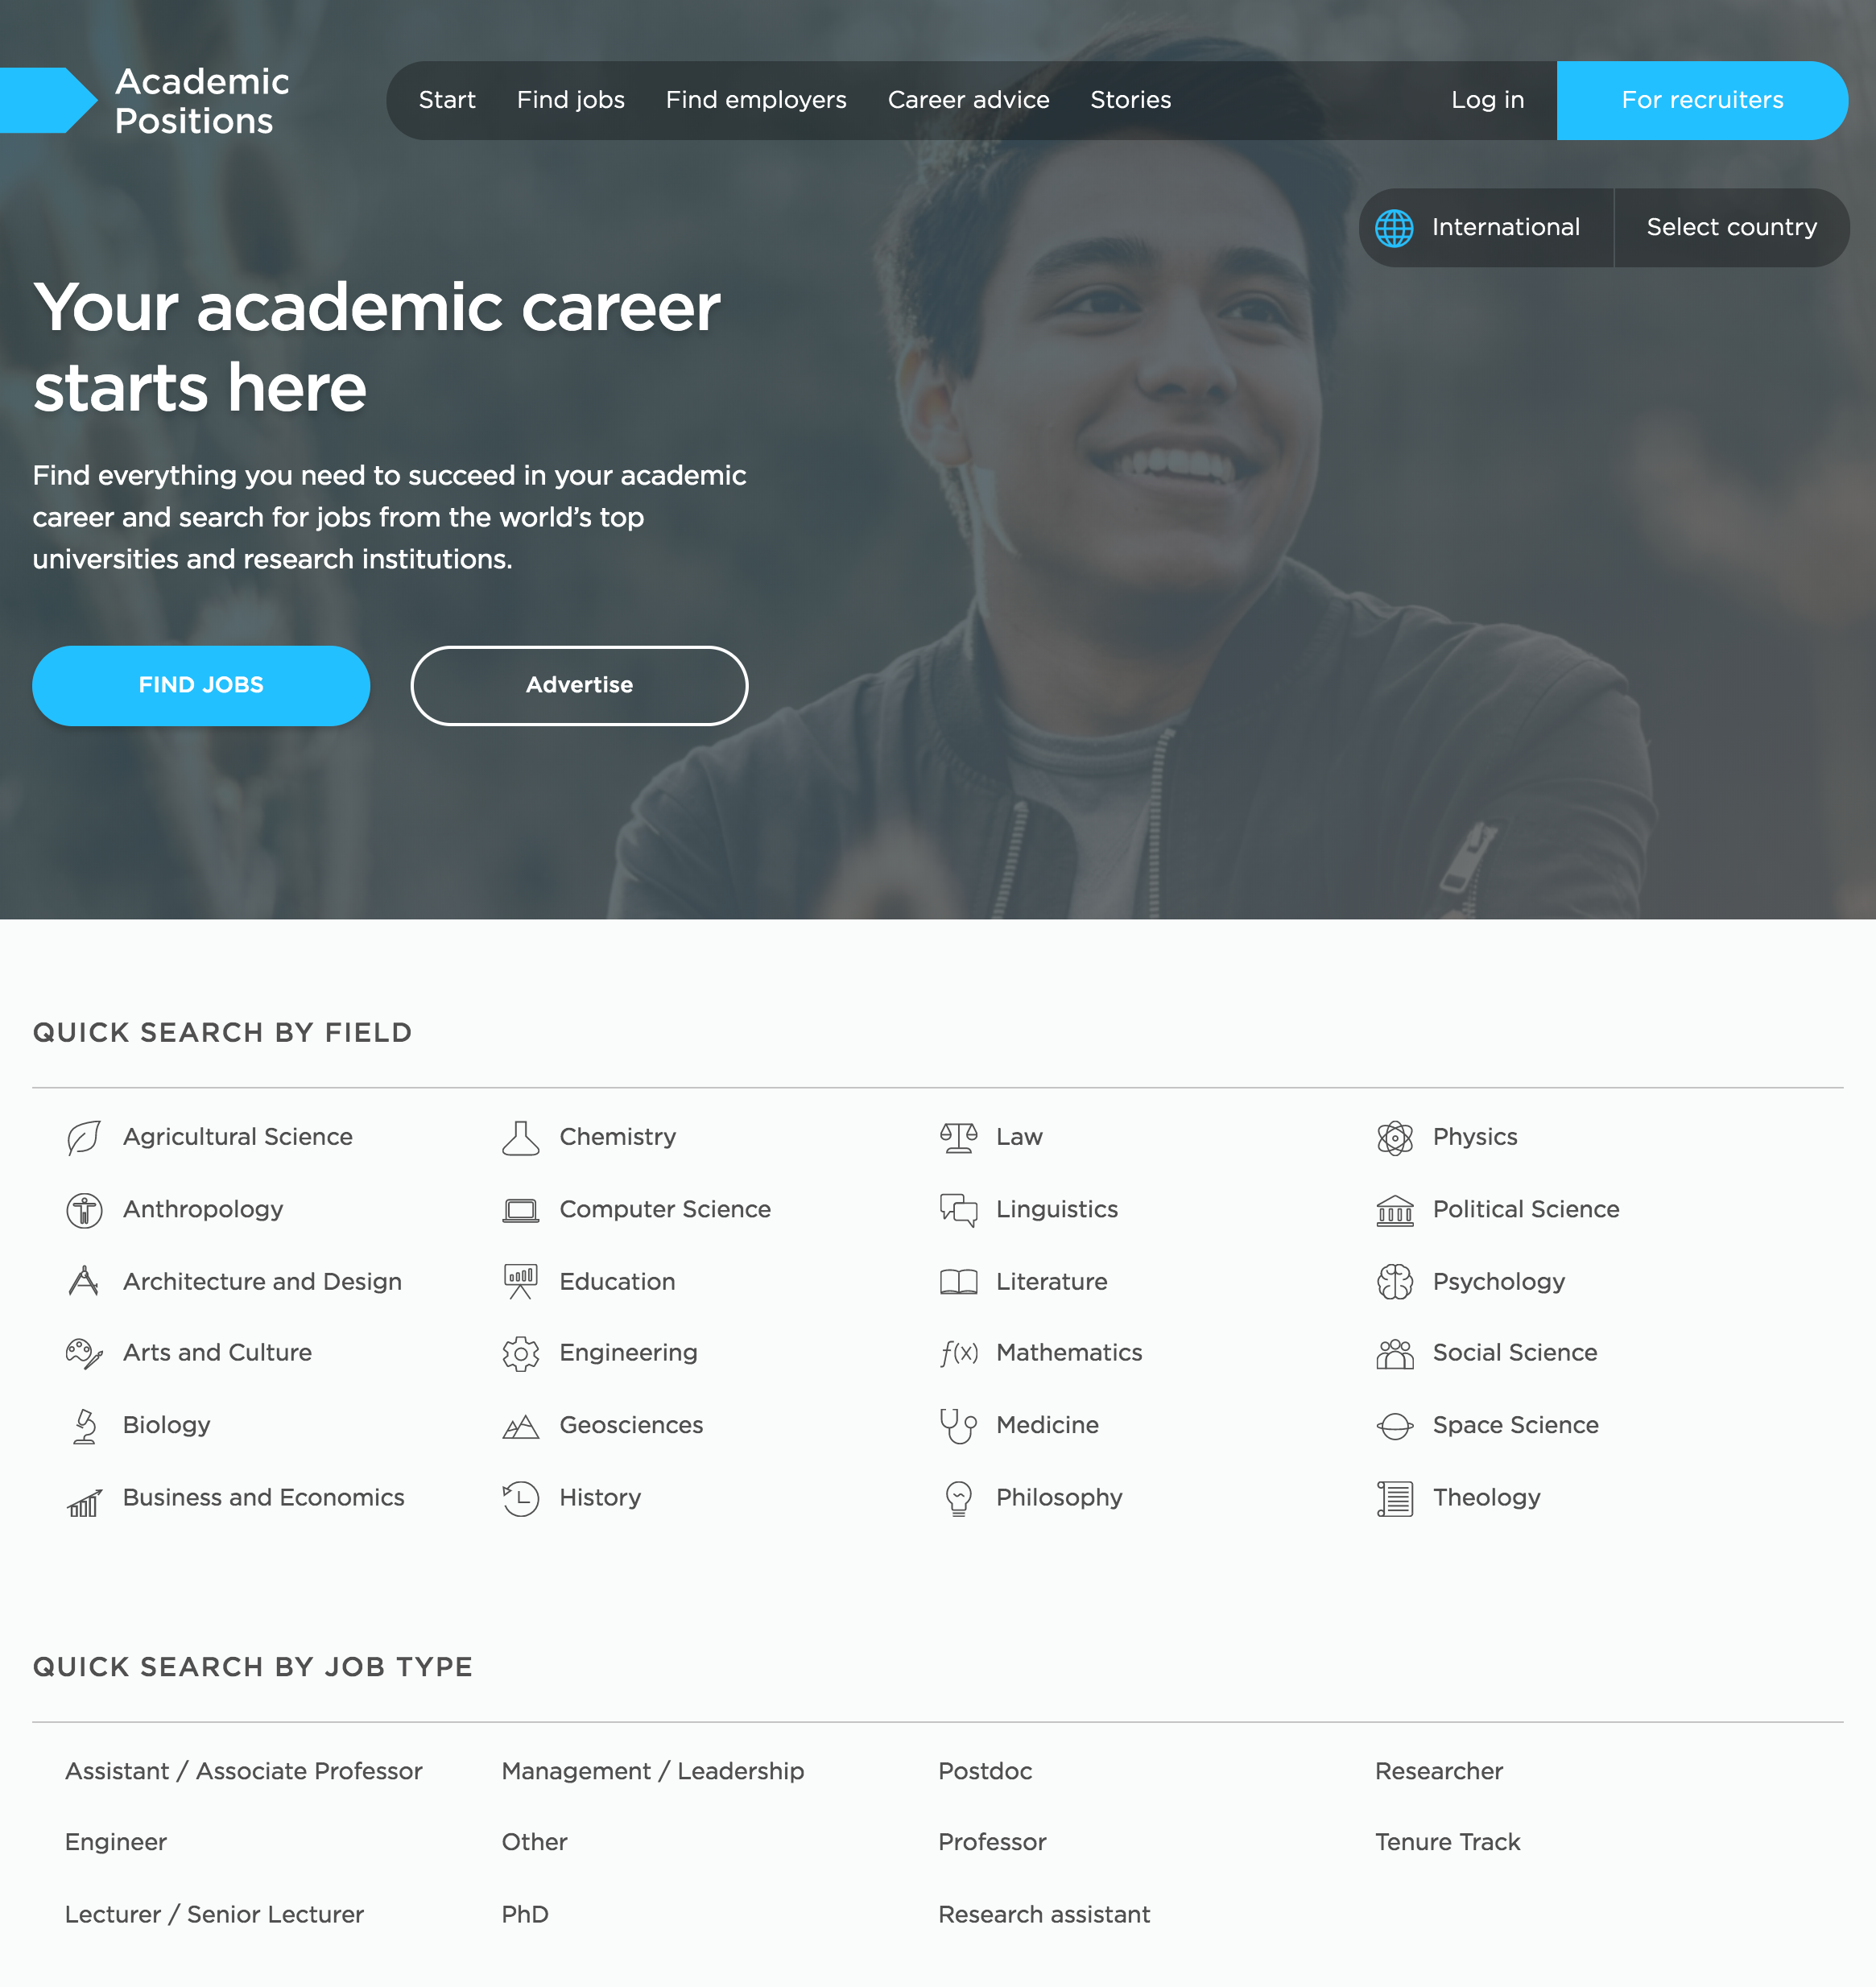 Academic
Positions
Start Find jobs Find employers Career advice Stories Log in For recruiters
International Select country
Your academic career
starts here
Find everything you need to succeed in your academic
career and search for jobs from the world’s top
universities and research institutions.
FIND JOBS Advertise
QUICK SEARCH BY FIELD
Agricultural Science Chemistry Law Physics
Anthropology Computer Science Linguistics Political Science
Architecture and Design Education Literature Psychology
Arts and Culture Engineering f(x) Mathematics Social Science
Biology Geosciences Medicine Space Science
Business and Economics History Philosophy Theology
QUICK SEARCH BY JOB TYPE
Assistant / Associate Professor Management / Leadership Postdoc Researcher
Engineer Other Professor Tenure Track
Lecturer / Senior Lecturer PhD Research assistant